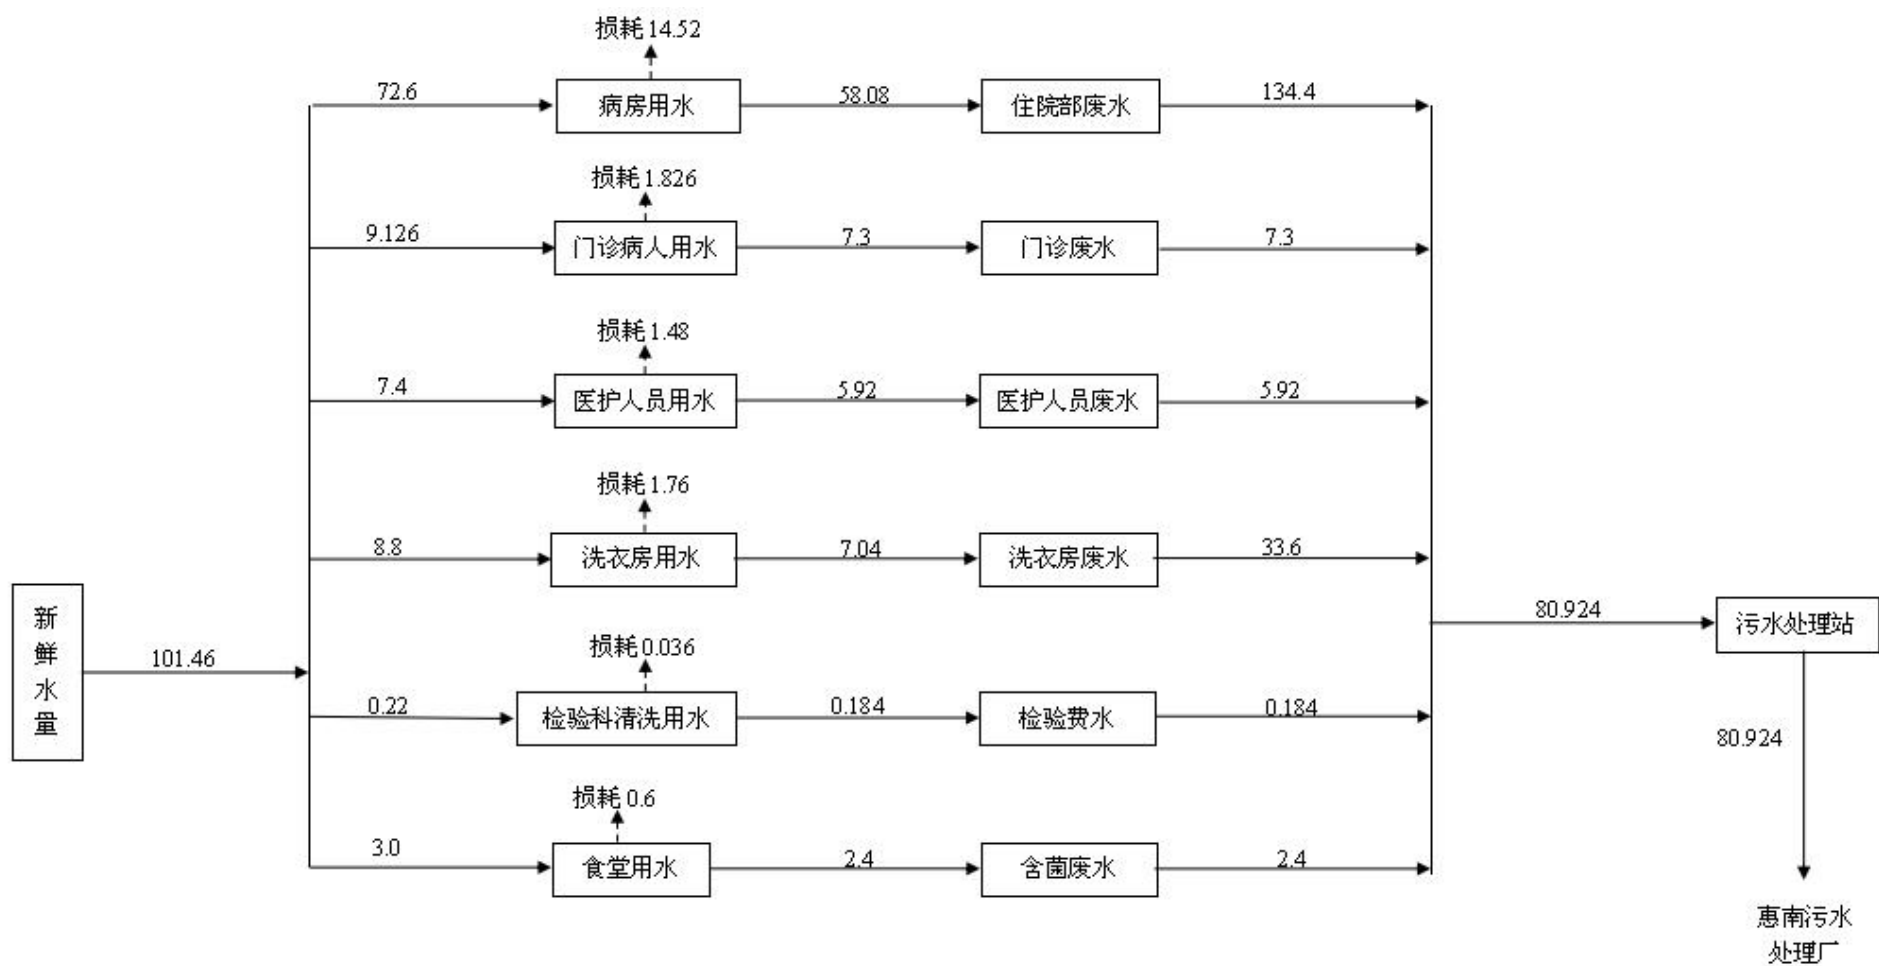 损耗 14.52
72.6
病房用水
58.08
住院部废水
134.4
损耗 1.826
9.126
门诊病人用水
7.3
门诊废水
7.3
损耗 1.48
7.4
医护人员用水
5.92
医护人员废水
5.92
损耗 1.76
8.8
洗衣房用水
7.04
洗衣房废水
33.6
新
鲜
水
量
101.46
80.924
污水处理站
损耗 0.036
0.22
检验科清洗用水
0.184
检验费水
0.184
80.924
损耗 0.6
3.0
食堂用水
2.4
含菌废水
2.4
惠南污水
处理厂